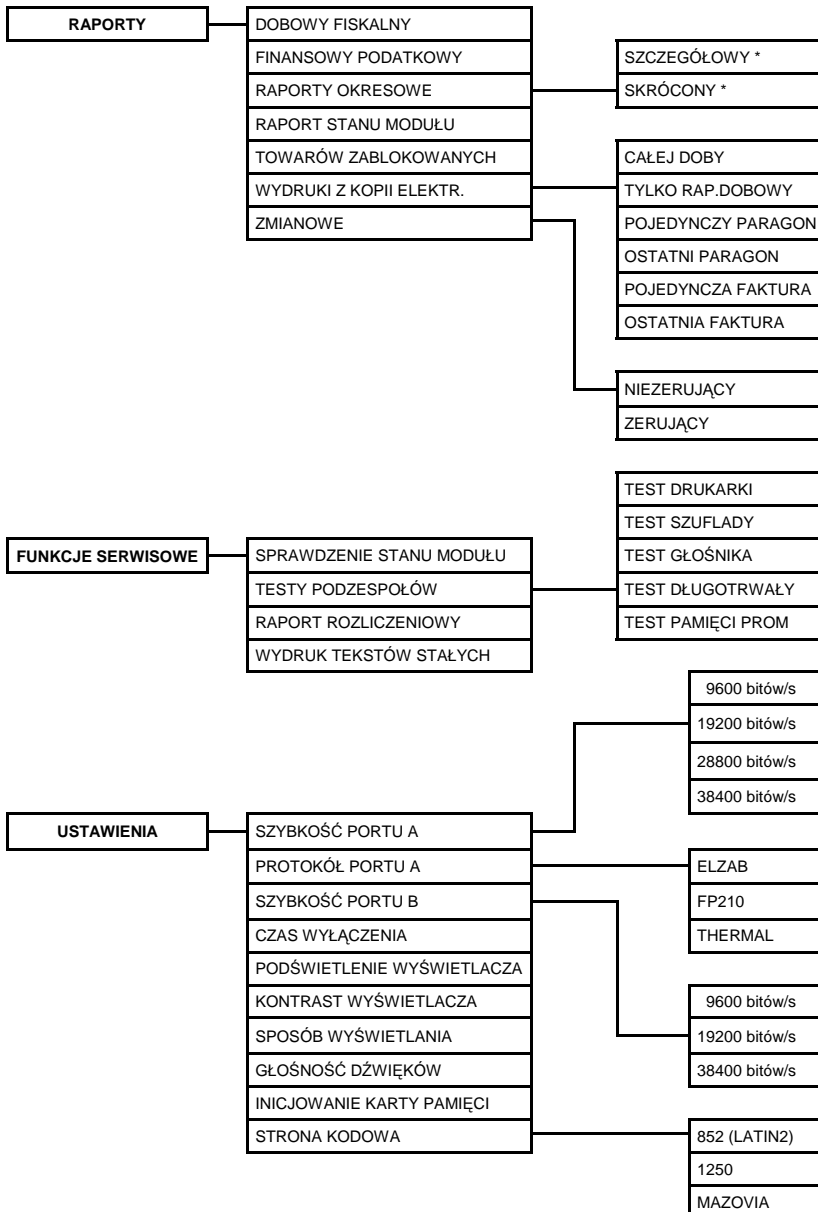 RAPORTY
DOBOWY FISKALNY
FINANSOWY PODATKOWY
RAPORTY OKRESOWE
RAPORT STANU MODUŁU
TOWARÓW ZABLOKOWANYCH
WYDRUKI Z KOPII ELEKTR.
ZMIANOWE
SZCZEGÓŁOWY *
SKRÓCONY *
CAŁEJ DOBY
TYLKO RAP.DOBOWY
POJEDYNCZY PARAGON
OSTATNI PARAGON
POJEDYNCZA FAKTURA
OSTATNIA FAKTURA
NIEZERUJĄCY
ZERUJĄCY
FUNKCJE SERWISOWE
SPRAWDZENIE STANU MODUŁU
TESTY PODZESPOŁÓW
RAPORT ROZLICZENIOWY
WYDRUK TEKSTÓW STAŁYCH
TEST DRUKARKI
TEST SZUFLADY
TEST GŁOŚNIKA
TEST DŁUGOTRWAŁY
TEST PAMIĘCI PROM
USTAWIENIA
SZYBKOŚĆ PORTU A
PROTOKÓŁ PORTU A
SZYBKOŚĆ PORTU B
CZAS WYŁĄCZENIA
PODŚWIETLENIE WYŚWIETLACZA
KONTRAST WYŚWIETLACZA
SPOSÓB WYŚWIETLANIA
GŁOŚNOŚĆ DŹWIĘKÓW
INICJOWANIE KARTY PAMIĘCI
STRONA KODOWA
9600 bitów/s
19200 bitów/s
28800 bitów/s
38400 bitów/s
ELZAB
FP210
THERMAL
9600 bitów/s
19200 bitów/s
38400 bitów/s
852 (LATIN2)
1250
MAZOVIA